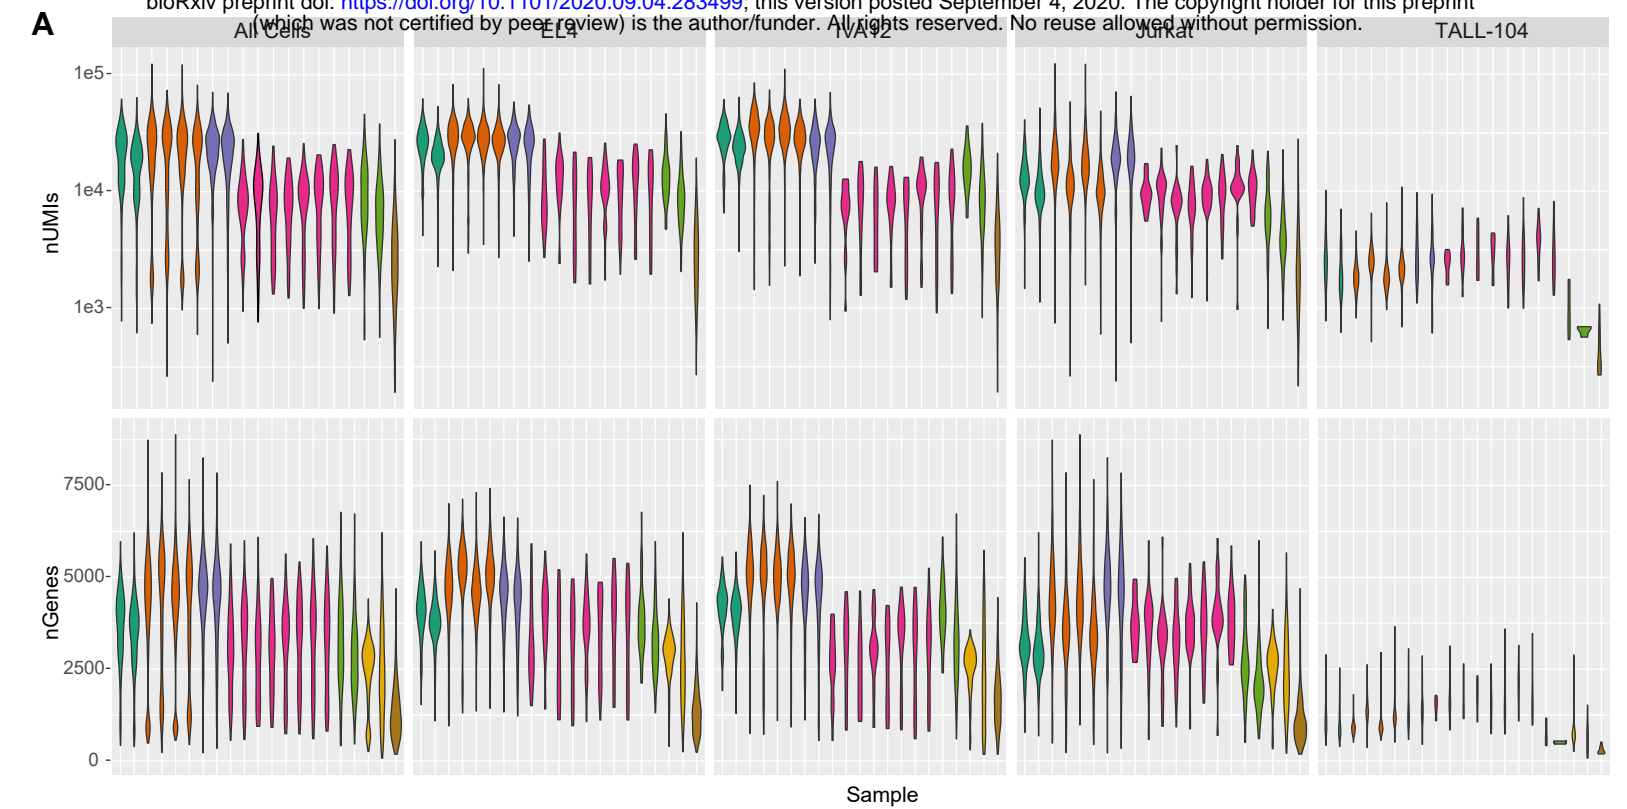 bioRxiv preprint doi: https://doi.org/10.1101/2020.09.04.283499; this version posted September 4, 2020. The copyright holder for this preprint
(which was not certified by peer review) is the author/funder. All rights reserved. No reuse allowed without permission.
A
All Cells EL4 IVA12 Jurkat TALL-104
1e5
1e4
1e3
nUMIs
7500
5000
2500
0
nGenes
Sample